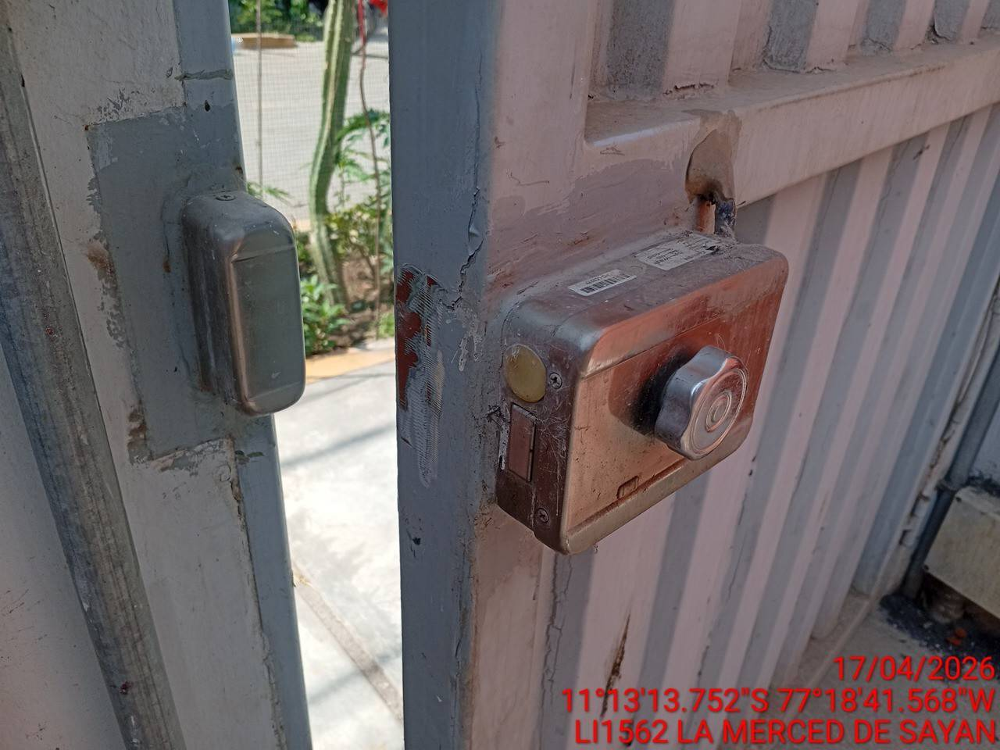 17/04/2026
11°13'13.752"S 77°18'41.568"W
LI1562 LA MERCED DE SAYAN